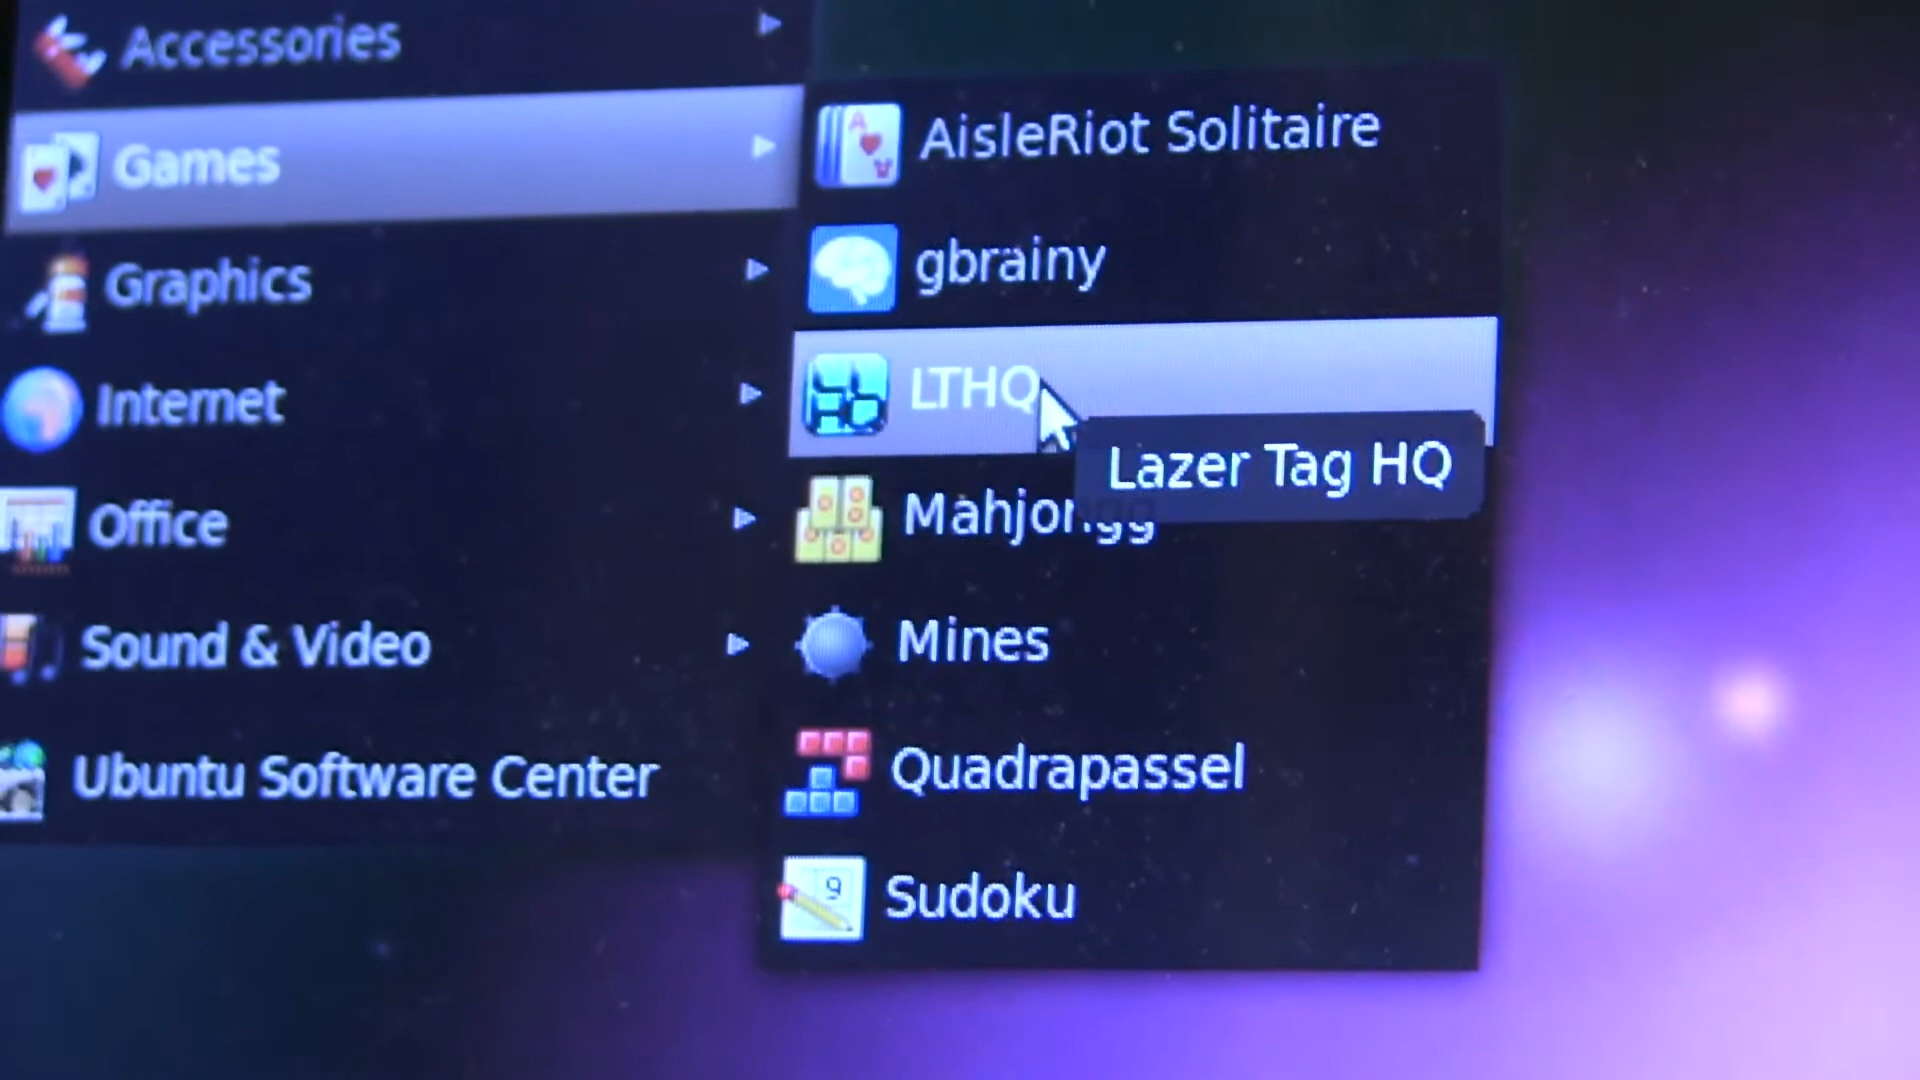 Accessories
Games
Graphics
Internet
Office
Sound & Video
Ubuntu Software Center
AisleRiot Solitaire
gbrainy
LTHQ
Lazer Tag HQ
Mahjongg
Mines
Quadrapassel
Sudoku